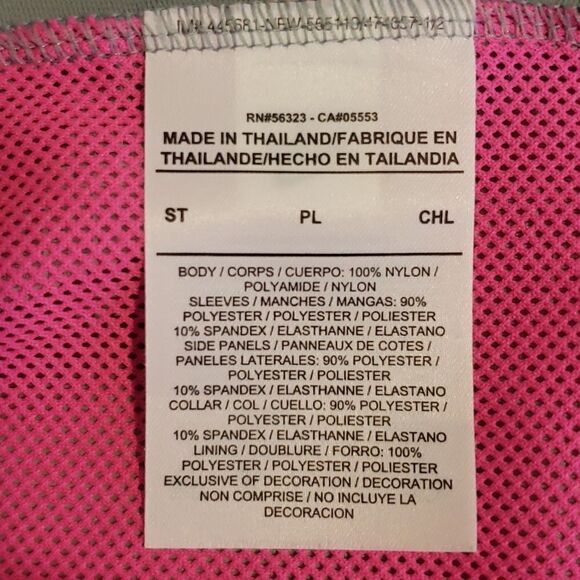 RN#56323 - CA#05553
MADE IN THAILAND/FABRIQUE EN
THAILANDE/HECHO EN TAILANDIA
ST PL CHL
BODY / CORPS / CUERPO: 100% NYLON /
POLYAMIDE / NYLON
SLEEVES / MANCHES / MANGAS: 90%
POLYESTER / POLYESTER / POLIESTER
10% SPANDEX / ELASTHANNE / ELASTANO
SIDE PANELS / PANNEAUX DE COTES /
PANELES LATERALES: 90% POLYESTER /
POLYESTER / POLIESTER
10% SPANDEX / ELASTHANNE / ELASTANO
COLLAR / COL / CUELLO: 90% POLYESTER /
POLYESTER / POLIESTER
10% SPANDEX / ELASTHANNE / ELASTANO
LINING / DOUBLURE / FORRO: 100%
POLYESTER / POLYESTER / POLIESTER
EXCLUSIVE OF DECORATION / DECORATION
NON COMPRISE / NO INCLUYE LA
DECORACION